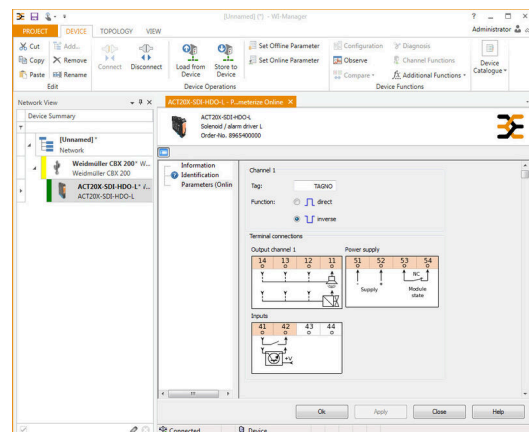 [Unnamed] (*) - WI-Manager
PROJECT DEVICE TOPOLOGY VIEW
Administrator
Cut Add...
Copy Remove
Paste Rename
Edit
Connect Disconnect
Load from Device
Store to Device
Set Offline Parameter
Set Online Parameter
Device Operations
Configuration Diagnosis
Observe Channel Functions
Compare Additional Functions
Device Functions
Device Catalogue
Network View
Device Summary
[Unnamed]*
Network
Weidmüller CBX 200* W...
Weidmüller CBX 200
ACT20X-SDI-HDO-L* /...
ACT20X-SDI-HDO-L
ACT20X-SDI-HDO-L - P...meterize Online
ACT20X-SDI-HDO-L
Solenoid / alarm driver L
Order-No. 8965400000
Information
Identification
Parameters (Onlin
Channel 1
Tag: TAGNO
Function: direct
inverse
Terminal connections
Output channel 1 Power supply
14 13 12 11 51 52 53 54
- + NC
Supply Module
state
Inputs
41 42 43 44
+V
Ok Apply Close Help
Connected Device